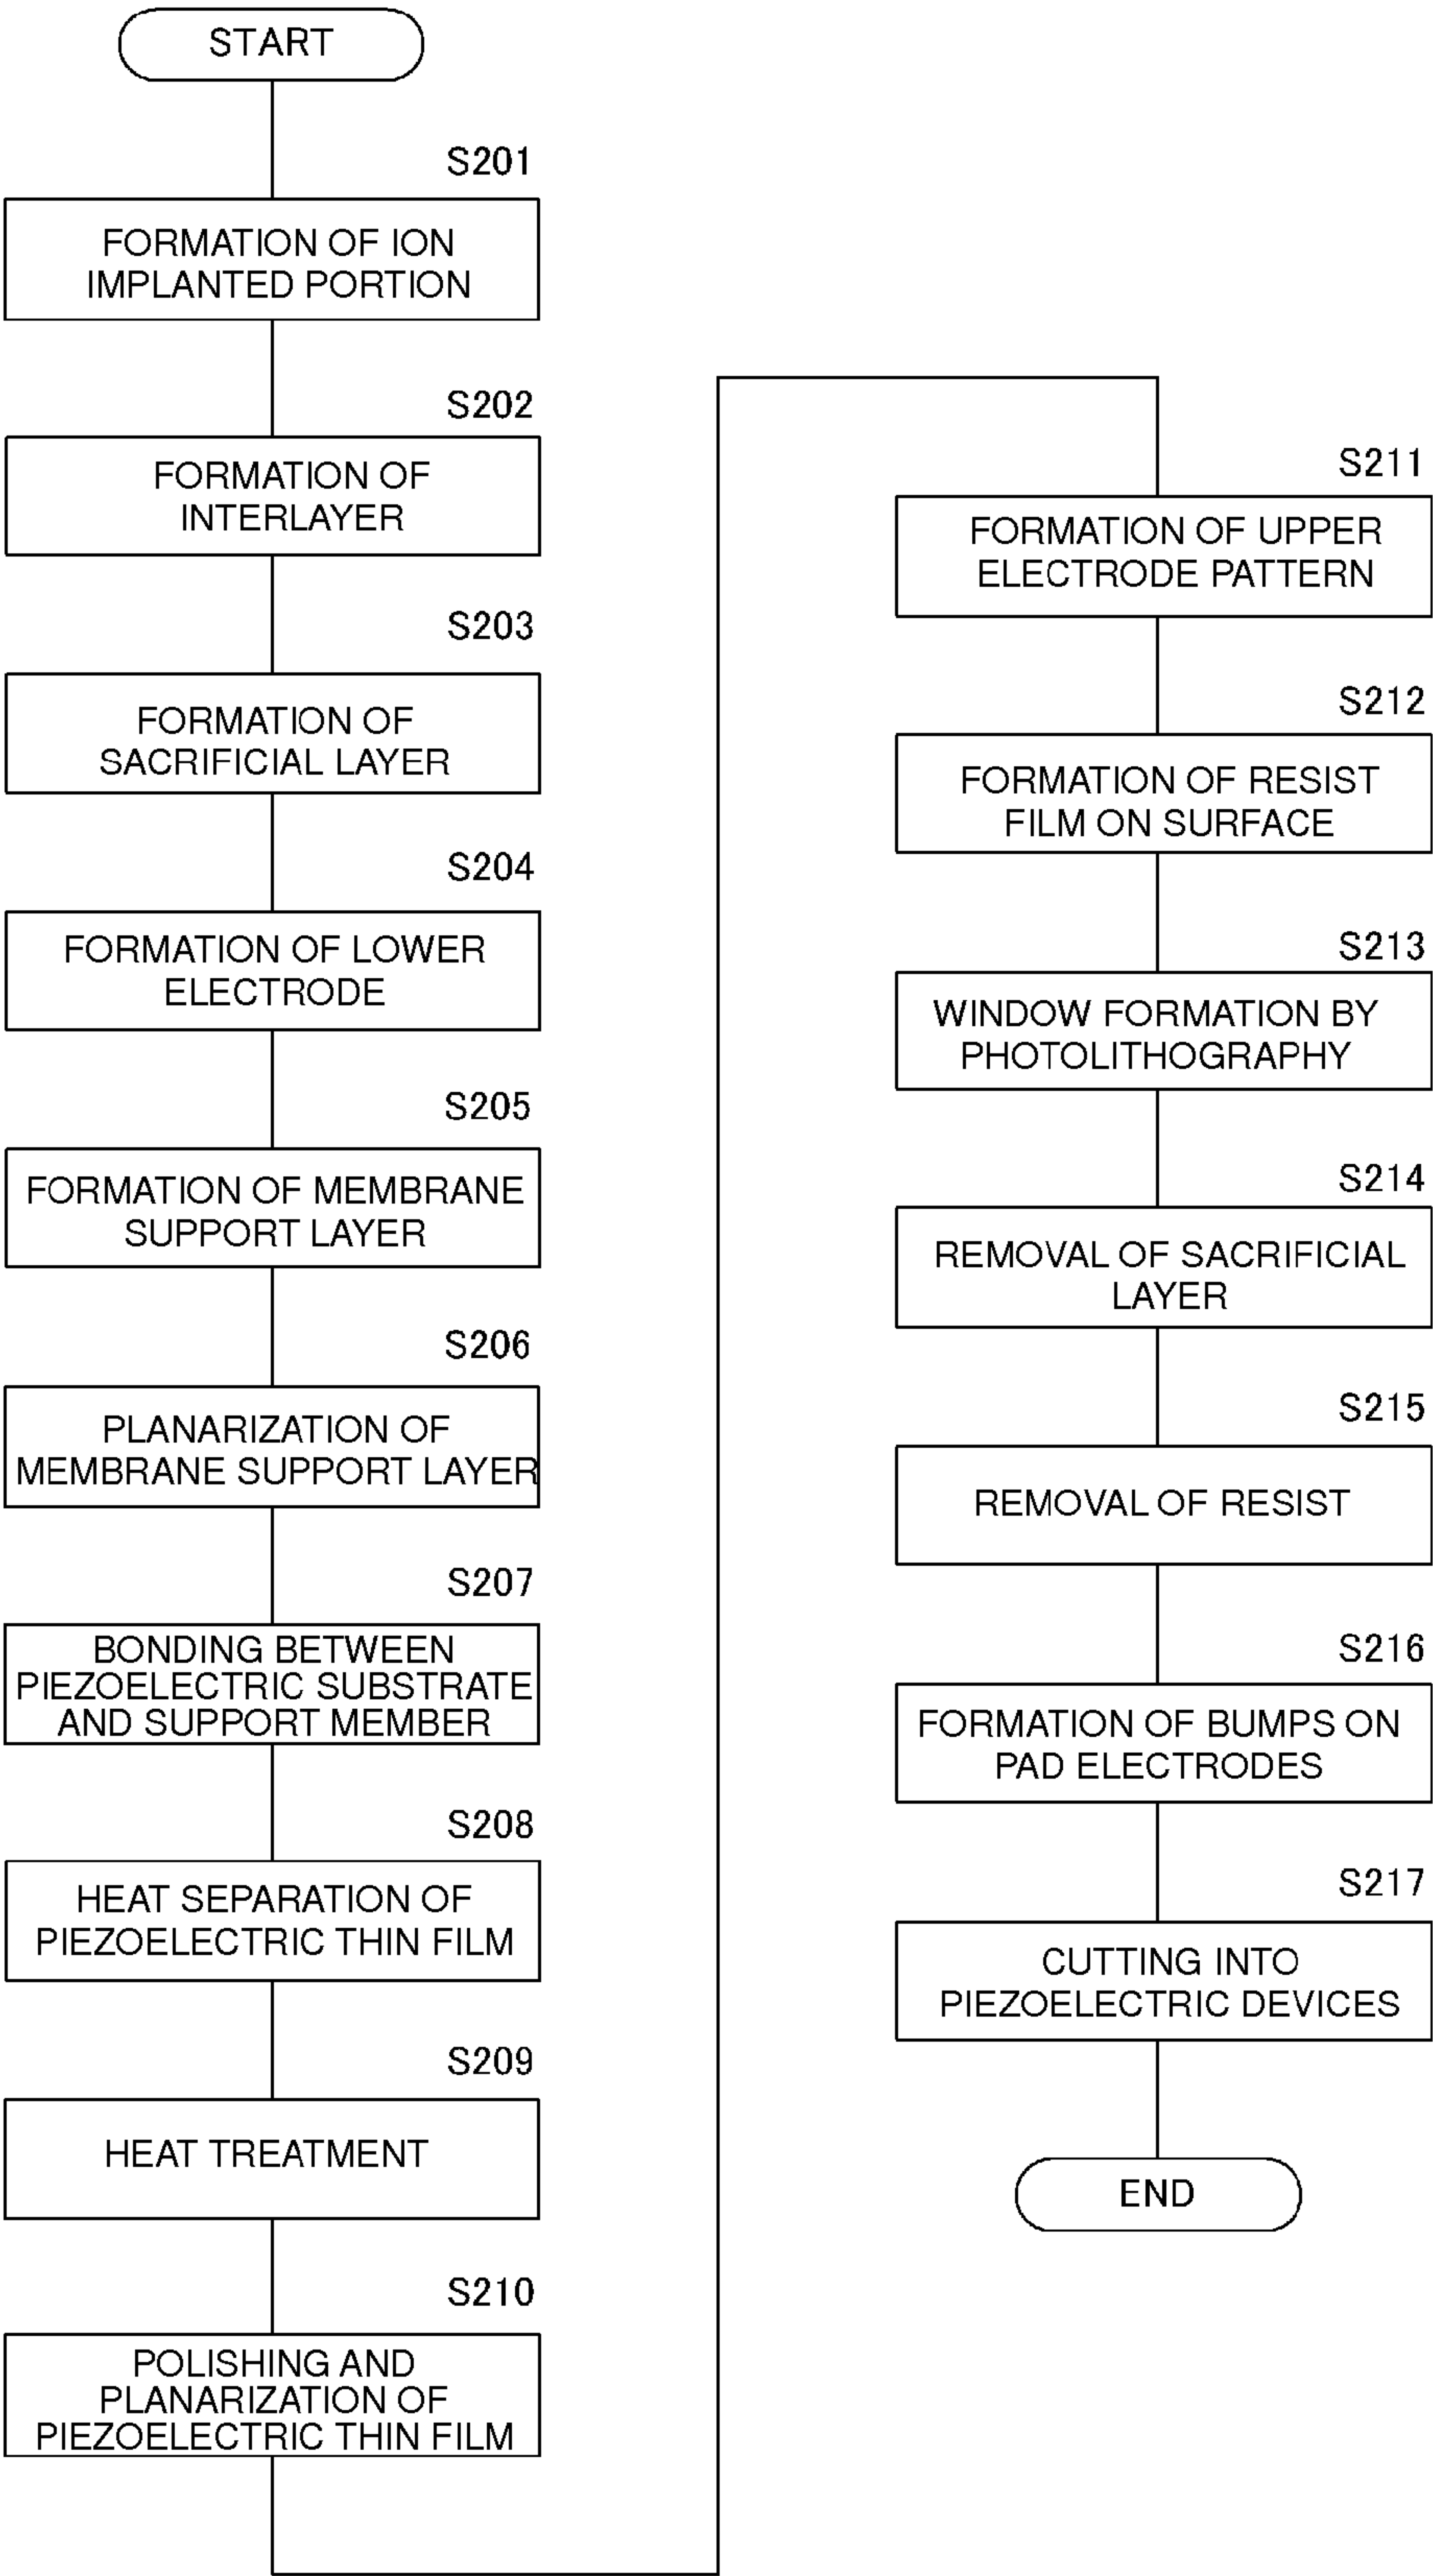 START
S201
FORMATION OF ION
IMPLANTED PORTION
S202
FORMATION OF
INTERLAYER
S203
FORMATION OF
SACRIFICIAL LAYER
S204
FORMATION OF LOWER
ELECTRODE
S205
FORMATION OF MEMBRANE
SUPPORT LAYER
S206
PLANARIZATION OF
MEMBRANE SUPPORT LAYER
S207
BONDING BETWEEN
PIEZOELECTRIC SUBSTRATE
AND SUPPORT MEMBER
S208
HEAT SEPARATION OF
PIEZOELECTRIC THIN FILM
S209
HEAT TREATMENT
S210
POLISHING AND
PLANARIZATION OF
PIEZOELECTRIC THIN FILM
S211
FORMATION OF UPPER
ELECTRODE PATTERN
S212
FORMATION OF RESIST
FILM ON SURFACE
S213
WINDOW FORMATION BY
PHOTOLITHOGRAPHY
S214
REMOVAL OF SACRIFICIAL
LAYER
S215
REMOVAL OF RESIST
S216
FORMATION OF BUMPS ON
PAD ELECTRODES
S217
CUTTING INTO
PIEZOELECTRIC DEVICES
END